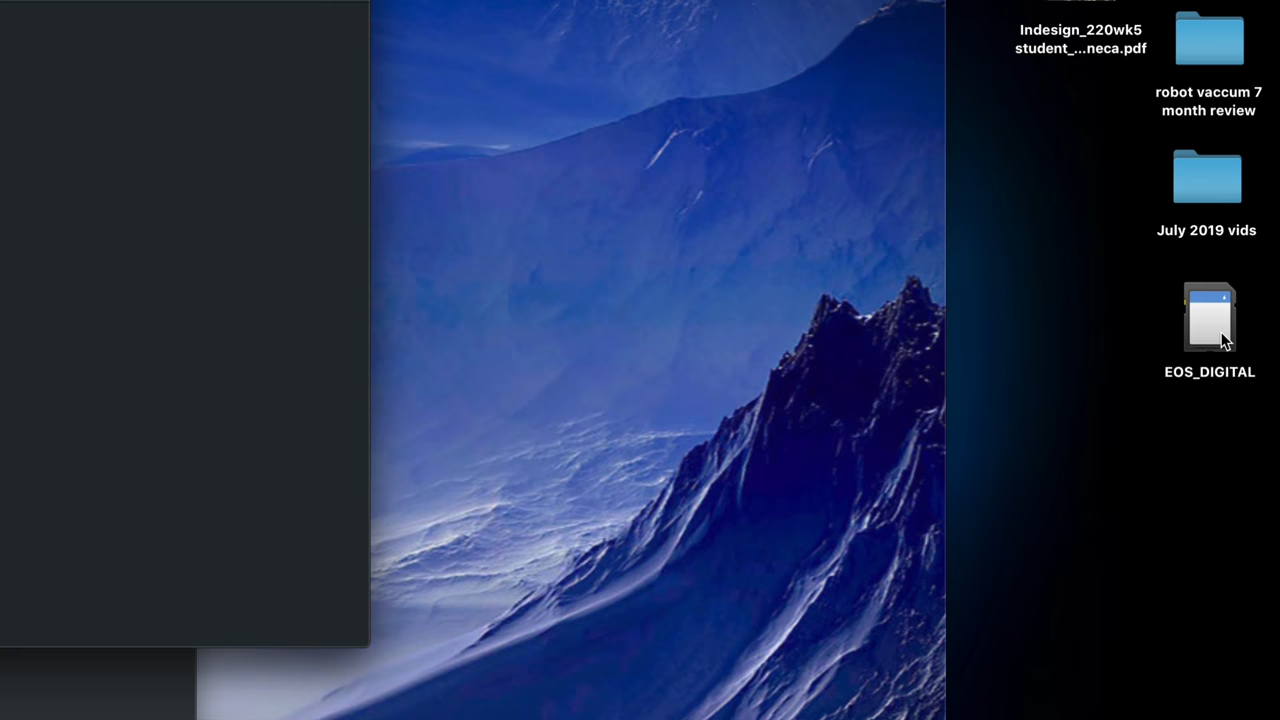 Indesign_220wk5
student_...neca.pdf
robot vaccum 7
month review
July 2019 vids
EOS_DIGITAL